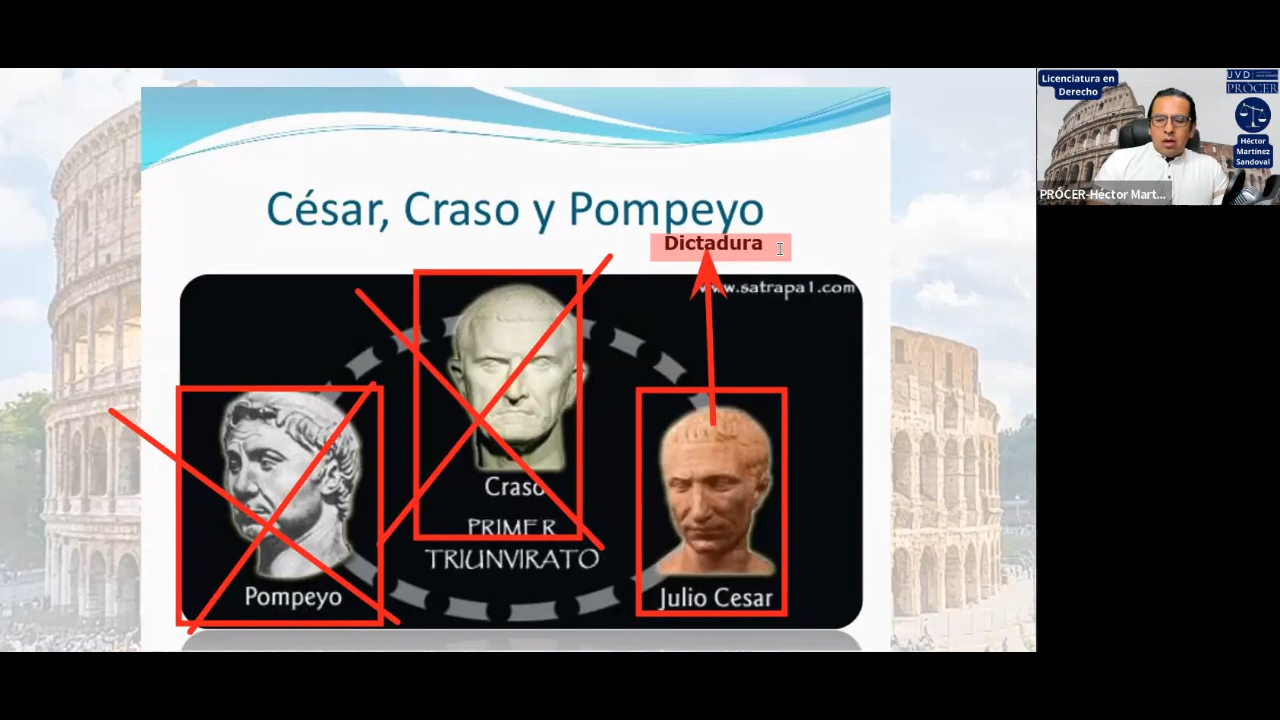 César, Craso y Pompeyo
Dictadura
www.satrapa1.com
Craso
PRIMER
TRIUNVIRATO
Pompeyo
Julio Cesar
Licenciatura en
Derecho
UVD
PRÓCER
Héctor
Martínez
Sandoval
PRÓCER-Héctor Mart...